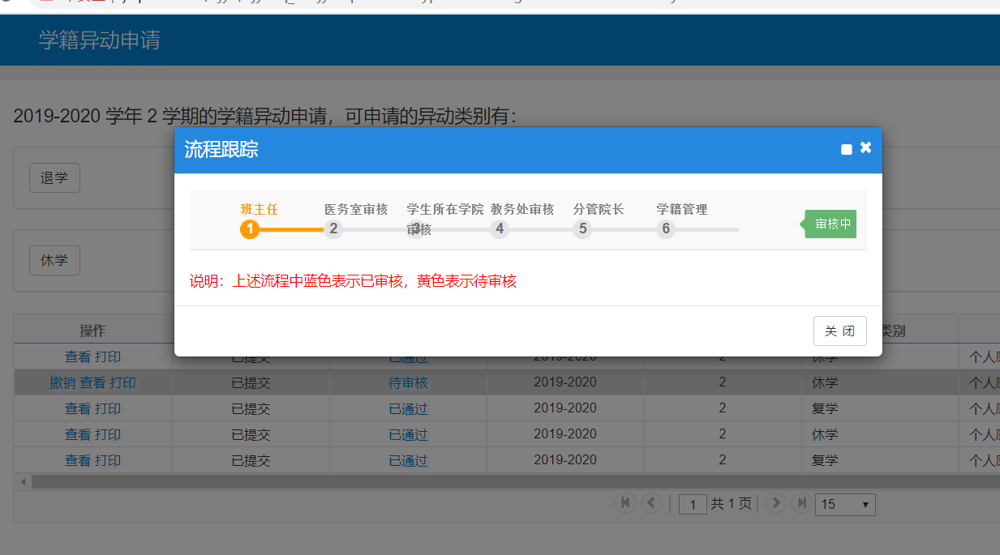 学籍异动申请
2019-2020 学年 2 学期的学籍异动申请，可申请的异动类别有：
流程跟踪
退学
班主任 医务室审核 学生所在学院审核 教务处审核 分管院长 学籍管理
1 2 3 4 5 6
审核中
休学
说明：上述流程中蓝色表示已审核，黄色表示待审核
关 闭
操作 类别
查看 打印 已提交 已通过 2019-2020 2 休学 个人
撤销 查看 打印 已提交 待审核 2019-2020 2 休学 个人
查看 打印 已提交 已通过 2019-2020 2 复学 个人
查看 打印 已提交 已通过 2019-2020 2 休学 个人
查看 打印 已提交 已通过 2019-2020 2 复学 个人
1 共 1 页 15